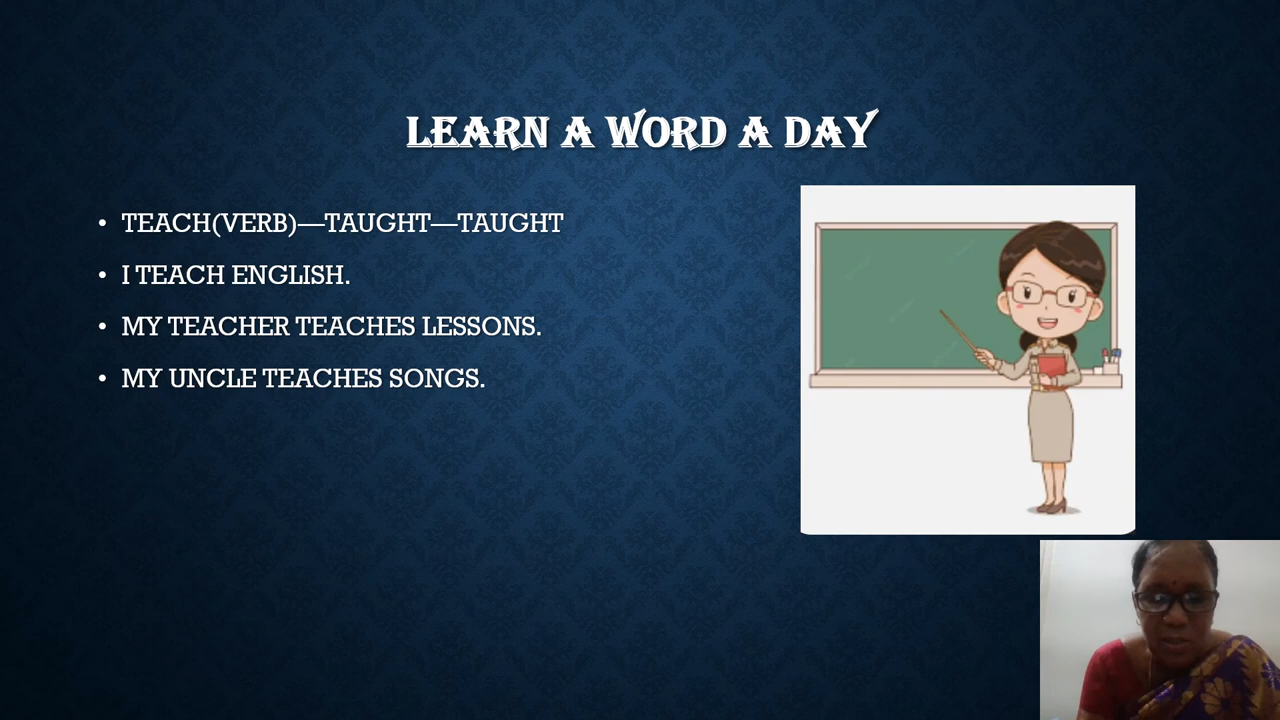 LEARN A WORD A DAY
• TEACH(VERB)—TAUGHT—TAUGHT
• I TEACH ENGLISH.
• MY TEACHER TEACHES LESSONS.
• MY UNCLE TEACHES SONGS.